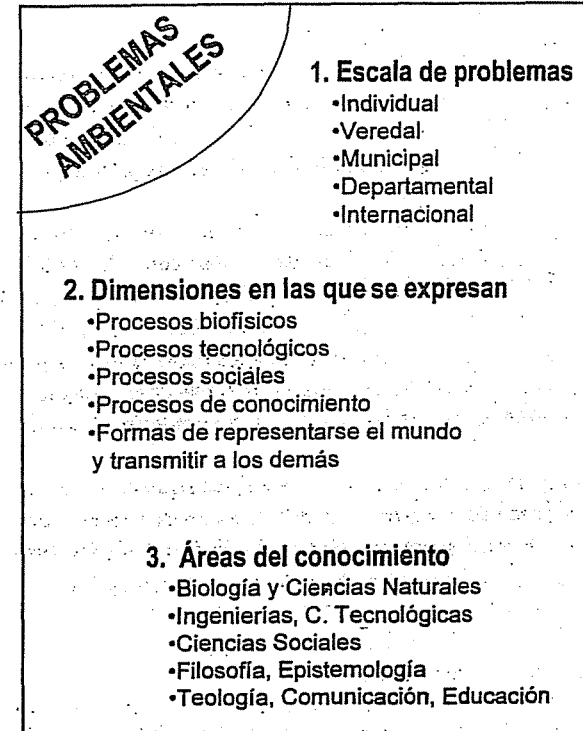 PROBLEMAS
AMBIENTALES
1. Escala de problemas
•Individual
•Veredal
•Municipal
•Departamental
•Internacional
2. Dimensiones en las que se expresan
•Procesos biofísicos
•Procesos tecnológicos
•Procesos sociales
•Procesos de conocimiento
•Formas de representarse el mundo
y transmitir a los demás
3. Áreas del conocimiento
•Biología y Ciencias Naturales
•Ingenierías, C. Tecnológicas
•Ciencias Sociales
•Filosofía, Epistemología
•Teología, Comunicación, Educación